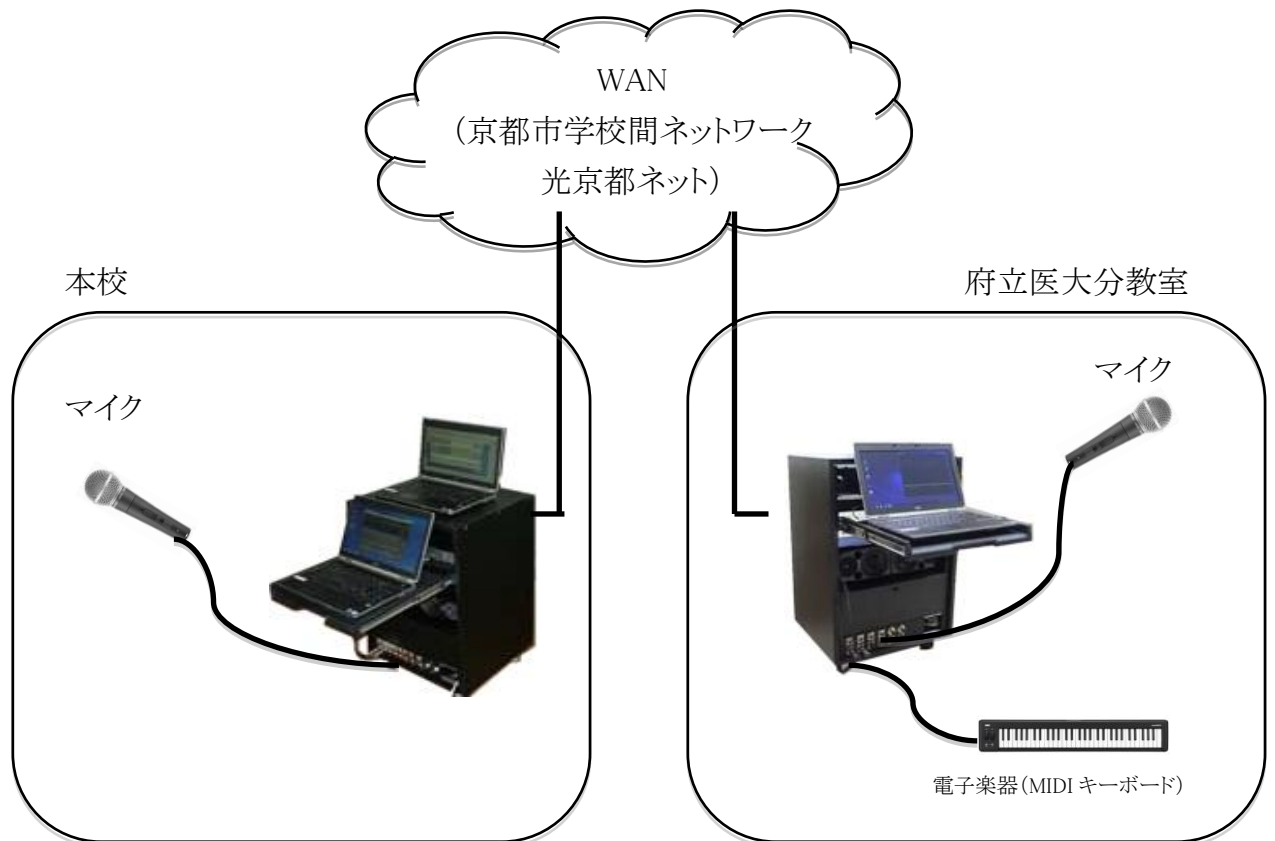 WAN
（京都市学校間ネットワーク
光京都ネット）
本校
府立医大分教室
マイク
マイク
電子楽器（MIDI キーボード）